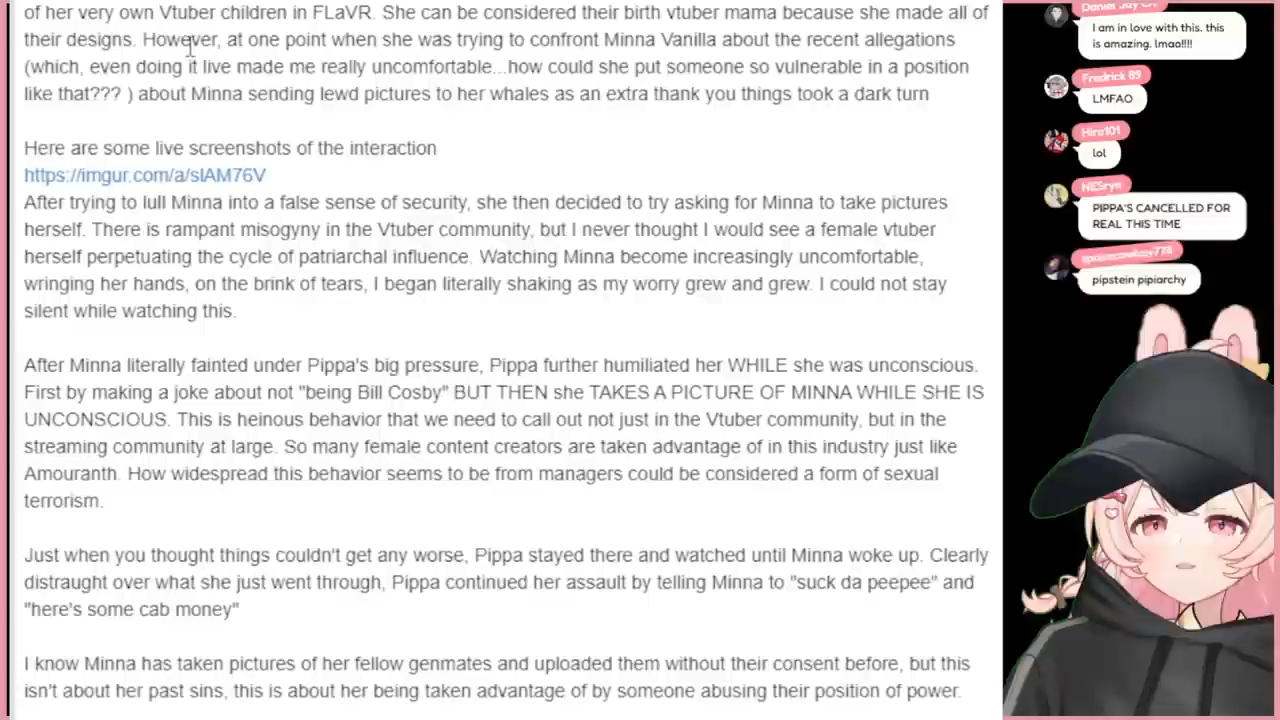 of her very own Vtuber children in FLaVR. She can be considered their birth vtuber mama because she made all of
their designs. However, at one point when she was trying to confront Minna Vanilla about the recent allegations
(which, even doing it live made me really uncomfortable...how could she put someone so vulnerable in a position
like that??? ) about Minna sending lewd pictures to her whales as an extra thank you things took a dark turn
Here are some live screenshots of the interaction
https://imgur.com/a/slAM76V
After trying to lull Minna into a false sense of security, she then decided to try asking for Minna to take pictures
herself. There is rampant misogyny in the Vtuber community, but I never thought I would see a female vtuber
herself perpetuating the cycle of patriarchal influence. Watching Minna become increasingly uncomfortable,
wringing her hands, on the brink of tears, I began literally shaking as my worry grew and grew. I could not stay
silent while watching this.
After Minna literally fainted under Pippa's big pressure, Pippa further humiliated her WHILE she was unconscious.
First by making a joke about not "being Bill Cosby" BUT THEN she TAKES A PICTURE OF MINNA WHILE SHE IS
UNCONSCIOUS. This is heinous behavior that we need to call out not just in the Vtuber community, but in the
streaming community at large. So many female content creators are taken advantage of in this industry just like
Amouranth. How widespread this behavior seems to be from managers could be considered a form of sexual
terrorism.
Just when you thought things couldn't get any worse, Pippa stayed there and watched until Minna woke up. Clearly
distraught over what she just went through, Pippa continued her assault by telling Minna to "suck da peepee" and
"here's some cab money"
I know Minna has taken pictures of her fellow genmates and uploaded them without their consent before, but this
isn't about her past sins, this is about her being taken advantage of by someone abusing their position of power.
I am in love with this. this
is amazing. lmao!!!!
Fredrick 89
LMFAO
Hiro101
lol
NESryn
PIPPA'S CANCELLED FOR
REAL THIS TIME
pipstein pipiarchy